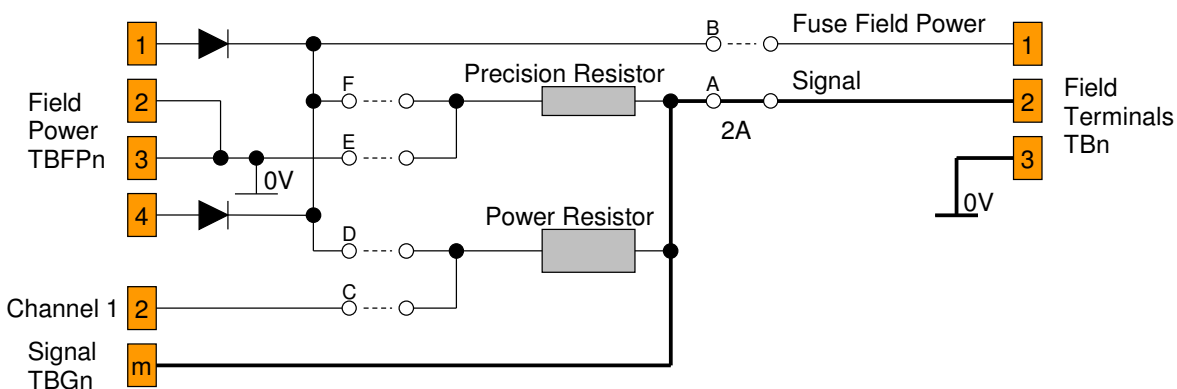 1
B
Fuse Field Power
1
Precision Resistor
F
A
Signal
2
2A
2
Field
Power
TBFPn
Field
Terminals
TBn
3
E
0V
3
0V
4
Power Resistor
D
C
Channel 1
2
Signal
TBGn
m